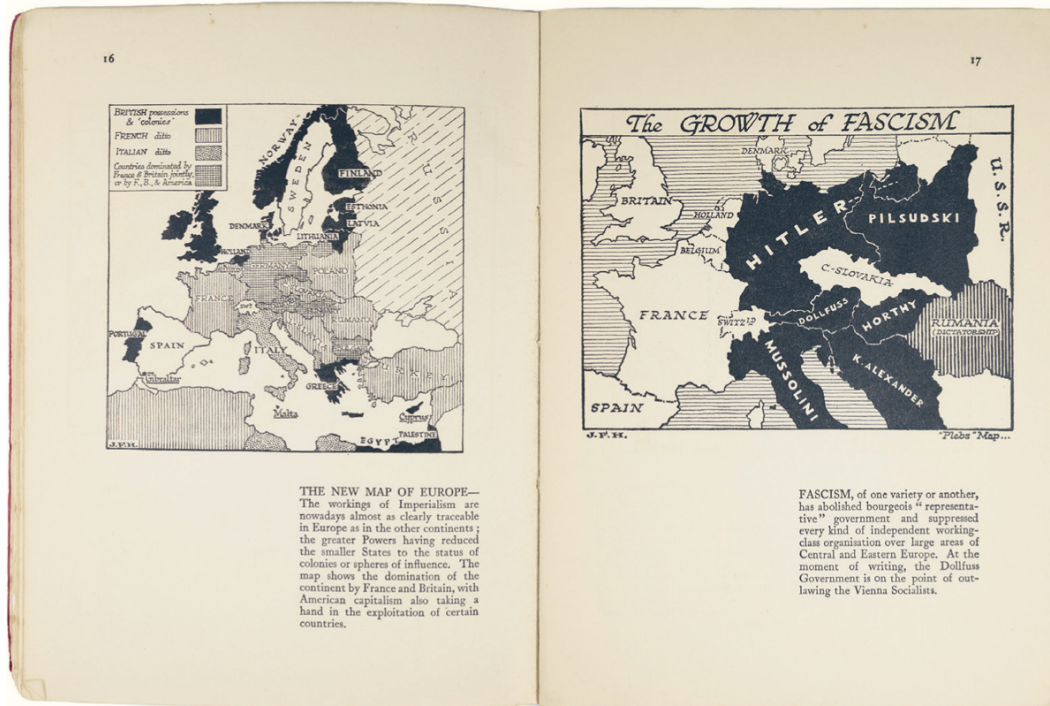 16
BRITISH possessions
& 'colonies'
FRENCH ditto
ITALIAN ditto
Countries dominated by
France & Britain jointly,
or by F., B., & America
NORWAY
SWEDEN
FINLAND
RUSSIA
ESTHONIA
LATVIA
DENMARK
LITHUANIA
HOLLAND
GERMANY
POLAND
FRANCE
SWT
RUMANIA
PORTUGAL
SPAIN
ITALY
TURKEY
Gibraltar
GREECE
Malta
Cyprus
PALESTINE
EGYPT
J.F.H.
THE NEW MAP OF EUROPE—
The workings of Imperialism are
nowadays almost as clearly traceable
in Europe as in the other continents;
the greater Powers having reduced
the smaller States to the status of
colonies or spheres of influence. The
map shows the domination of the
continent by France and Britain, with
American capitalism also taking a
hand in the exploitation of certain
countries.
17
The GROWTH of FASCISM
DENMARK
U.S.S.R.
BRITAIN
HOLLAND
HITLER
PILSUDSKI
BELGIUM
C.-SLOVAKIA
FRANCE
SWITZLD
DOLLFUSS
HORTHY
RUMANIA
(DICTATORSHIP)
MUSSOLINI
K. ALEXANDER
SPAIN
J.F.H.
"Plebs" Map...
FASCISM, of one variety or another,
has abolished bourgeois "representa-
tive" government and suppressed
every kind of independent working-
class organisation over large areas of
Central and Eastern Europe. At the
moment of writing, the Dollfuss
Government is on the point of out-
lawing the Vienna Socialists.